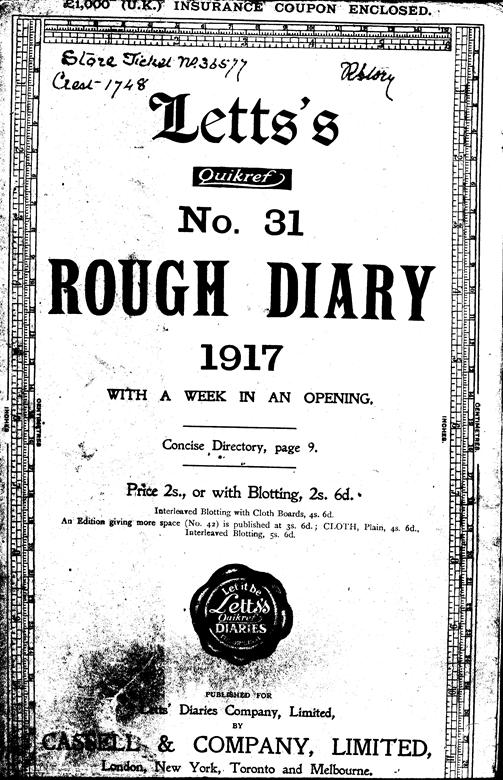 £1,000 (U.K.) INSURANCE COUPON ENCLOSED.
Store Ticket No 33577
Crest-1748
Letts's
Quikref
No. 31
ROUGH DIARY
1917
WITH A WEEK IN AN OPENING.
Concise Directory, page 9.
Price 2s., or with Blotting, 2s. 6d.
Interleaved Blotting with Cloth Boards, 4s. 6d.
An Edition giving more space (No. 42) is published at 3s. 6d.; CLOTH, Plain, 4s. 6d.,
Interleaved Blotting, 5s. 6d.
INCHES
CENTIMETRES
INCHES
CENTIMETRES
Let it be
Letts's
Quikref
DIARIES
PUBLISHED FOR
Letts' Diaries Company, Limited,
BY
CASSELL & COMPANY, LIMITED,
London, New York, Toronto and Melbourne.